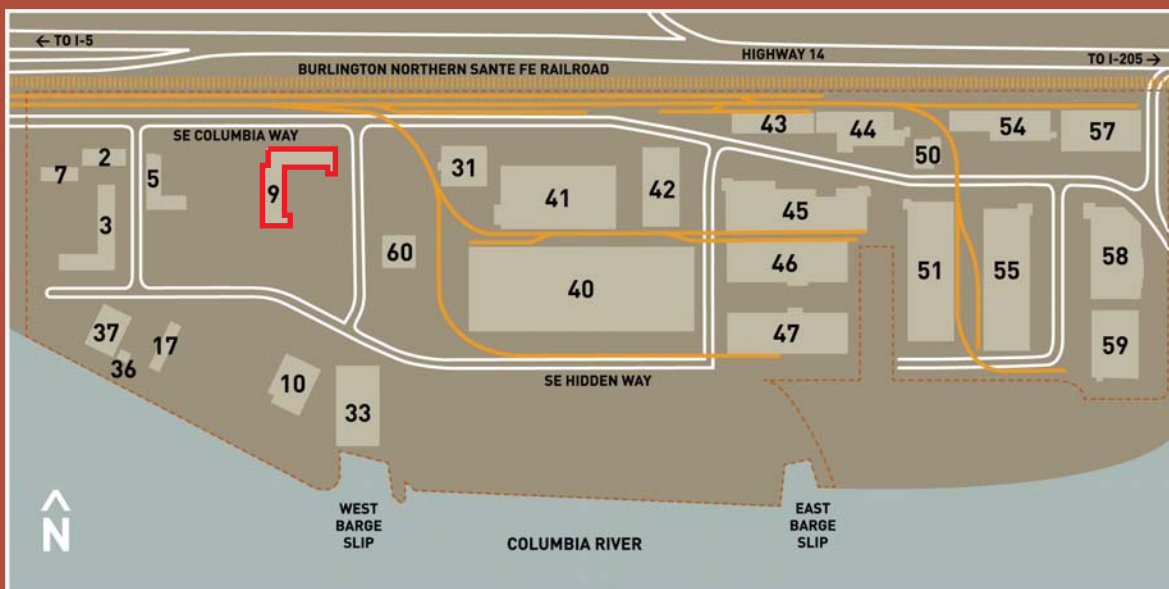 ← TO I-5
HIGHWAY 14
TO I-205 →
BURLINGTON NORTHERN SANTE FE RAILROAD
SE COLUMBIA WAY
43
44
54
57
50
2
7
5
3
9
31
41
42
45
60
40
46
51
55
58
47
59
37
36
17
10
33
SE HIDDEN WAY
N
WEST
BARGE
SLIP
EAST
BARGE
SLIP
COLUMBIA RIVER